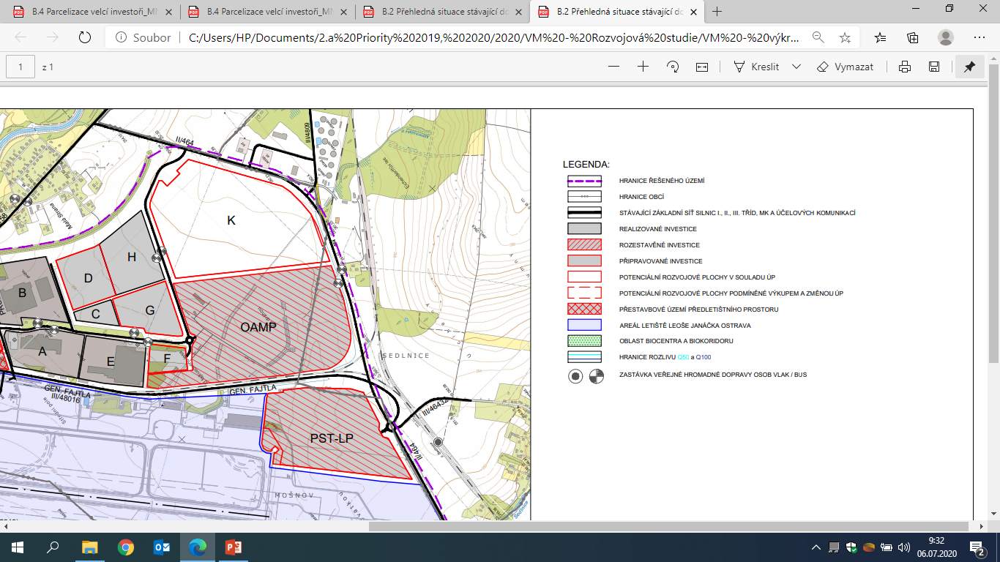 B.4 Parcelizace velcí investoři_MN
B.4 Parcelizace velcí investoři_MN
B.2 Přehledná situace stávající do
B.2 Přehledná situace stávající do
Soubor
C:/Users/HP/Documents/2.a%20Priority%202019,%202020/2020/VM%20-%20Rozvojová%20studie/VM%20-%20výkr...
1
z 1
Kreslit
Vymazat
LEGENDA:
HRANICE ŘEŠENÉHO ÚZEMÍ
HRANICE OBCÍ
STÁVAJÍCÍ ZÁKLADNÍ SÍŤ SILNIC I., II., III. TŘÍD, MK A ÚČELOVÝCH KOMUNIKACÍ
REALIZOVANÉ INVESTICE
ROZESTAVĚNÉ INVESTICE
PŘIPRAVOVANÉ INVESTICE
POTENCIÁLNÍ ROZVOJOVÉ PLOCHY V SOULADU ÚP
POTENCIÁLNÍ ROZVOJOVÉ PLOCHY PODMÍNĚNÉ VÝKUPEM A ZMĚNOU ÚP
PŘESTAVBOVÉ ÚZEMÍ PŘEDLETIŠTNÍHO PROSTORU
AREÁL LETIŠTĚ LEOŠE JANÁČKA OSTRAVA
OBLAST BIOCENTRA A BIOKORIDORU
HRANICE ROZLIVU Q50 a Q100
ZASTÁVKA VEŘEJNÉ HROMADNÉ DOPRAVY OSOB VLAK / BUS
II/464
III/4809
Malá Strana
K
H
D
B
C
G
OAMP
A
E
F
SEDLNICE
GEN. FAJTLA
III/48016
GEN. FAJTLA
III/46432
PST-LP
II/464
MOŠNOV
Sedlnice
9:32
06.07.2020
2